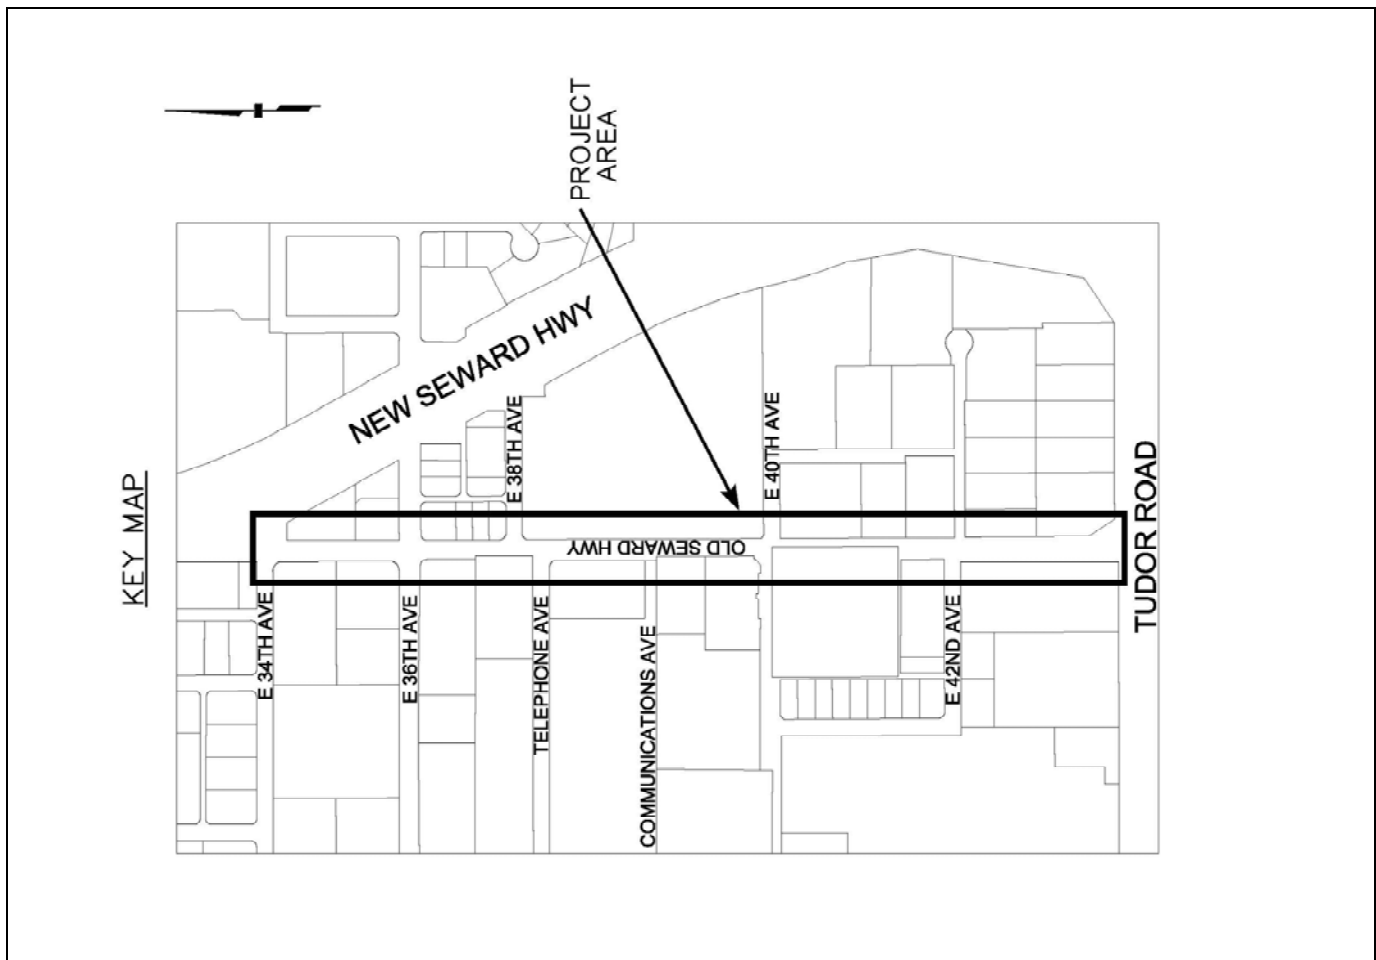 KEY MAP
PROJECT
AREA
NEW SEWARD HWY
E 38TH AVE
E 40TH AVE
OLD SEWARD HWY
TUDOR ROAD
E 34TH AVE
E 36TH AVE
TELEPHONE AVE
COMMUNICATIONS AVE
E 42ND AVE